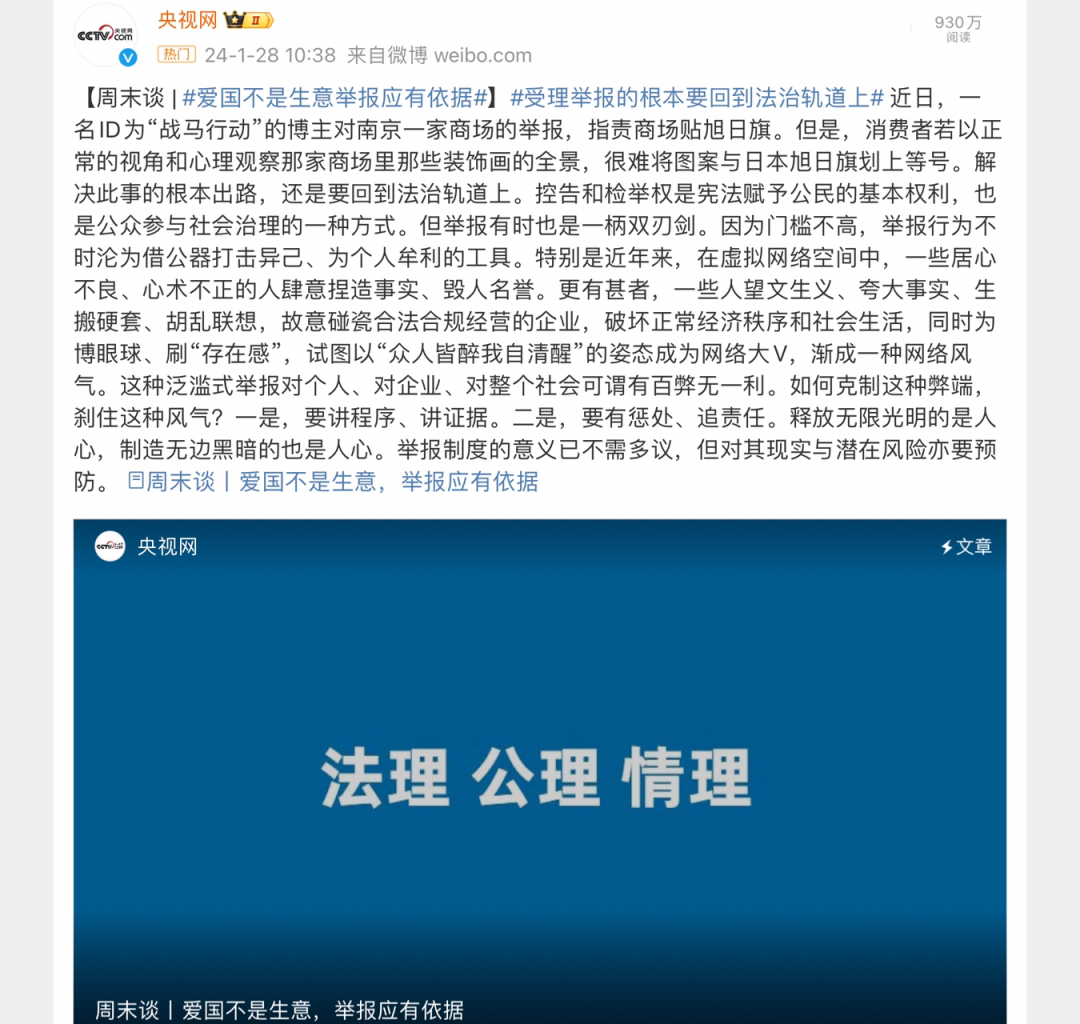 央视网 II
930万
阅读
CCTV 央视网
com
热门 24-1-28 10:38 来自微博 weibo.com
【周末谈 | #爱国不是生意举报应有依据#】 #受理举报的根本要回到法治轨道上# 近日，一
名ID为“战马行动”的博主对南京一家商场的举报，指责商场贴旭日旗。但是，消费者若以正
常的视角和心理观察那家商场里那些装饰画的全景，很难将图案与日本旭日旗划上等号。解
决此事的根本出路，还是要回到法治轨道上。控告和检举权是宪法赋予公民的基本权利，也
是公众参与社会治理的一种方式。但举报有时也是一柄双刃剑。因为门槛不高，举报行为不
时沦为借公器打击异己、为个人牟利的工具。特别是近年来，在虚拟网络空间中，一些居心
不良、心术不正的人肆意捏造事实、毁人名誉。更有甚者，一些人望文生义、夸大事实、生
搬硬套、胡乱联想，故意碰瓷合法合规经营的企业，破坏正常经济秩序和社会生活，同时为
博眼球、刷“存在感”，试图以“众人皆醉我自清醒”的姿态成为网络大V，渐成一种网络风
气。这种泛滥式举报对个人、对企业、对整个社会可谓有百弊无一利。如何克制这种弊端，
刹住这种风气？一是，要讲程序、讲证据。二是，要有惩处、追责任。释放无限光明的是人
心，制造无边黑暗的也是人心。举报制度的意义已不需多议，但对其现实与潜在风险亦要预
防。 周末谈丨爱国不是生意，举报应有依据
央视网
文章
法理 公理 情理
周末谈丨爱国不是生意，举报应有依据